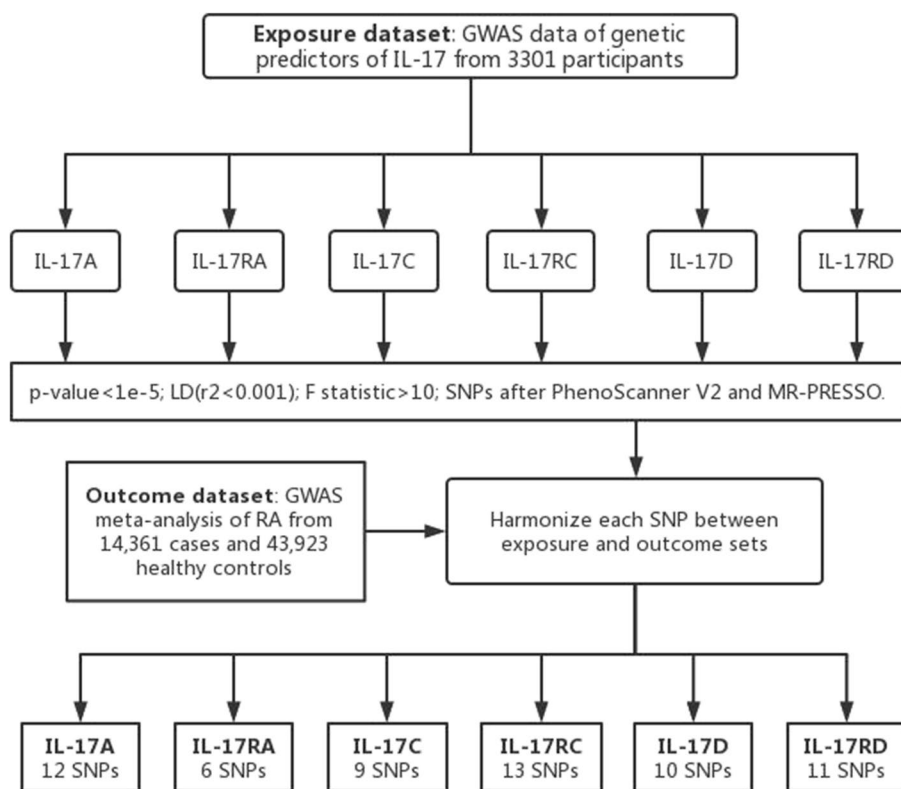 Exposure dataset: GWAS data of genetic
predictors of IL-17 from 3301 participants
IL-17A
IL-17RA
IL-17C
IL-17RC
IL-17D
IL-17RD
p-value<1e-5; LD(r2<0.001); F statistic>10; SNPs after PhenoScanner V2 and MR-PRESSO.
Outcome dataset: GWAS
meta-analysis of RA from
14,361 cases and 43,923
healthy controls
Harmonize each SNP between
exposure and outcome sets
IL-17A
12 SNPs
IL-17RA
6 SNPs
IL-17C
9 SNPs
IL-17RC
13 SNPs
IL-17D
10 SNPs
IL-17RD
11 SNPs